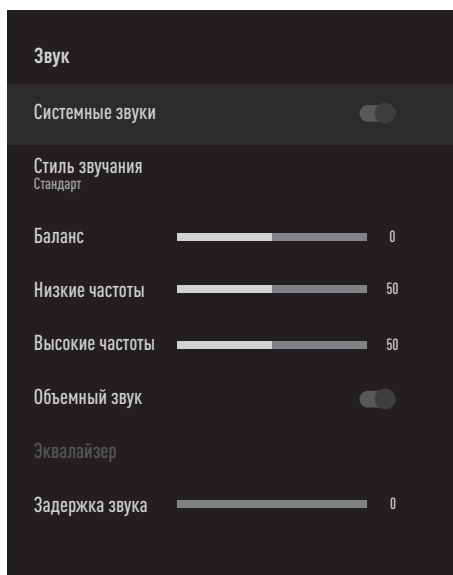 Звук
Системные звуки
Стиль звучания
Стандарт
Баланс 0
Низкие частоты 50
Высокие частоты 50
Объемный звук
Эквалайзер
Задержка звука 0